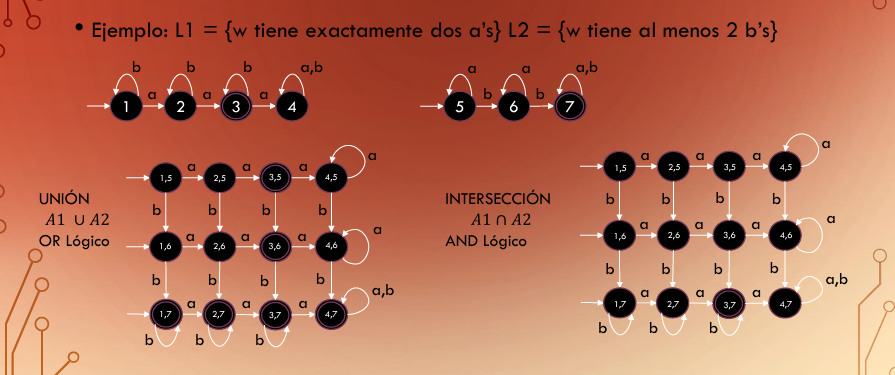 • Ejemplo: L1 = {w tiene exactamente dos a's} L2 = {w tiene al menos 2 b's}
b b b a,b
1 a 2 a 3 a 4
a a a,b
5 b 6 b 7
UNIÓN
A1 ∪ A2
OR Lógico
1,5 a 2,5 a 3,5 a 4,5 a
b b b b
1,6 a 2,6 a 3,6 a 4,6 a
b b b b
1,7 a 2,7 a 3,7 a 4,7 a,b
b b b
INTERSECCIÓN
A1 ∩ A2
AND Lógico
1,5 a 2,5 a 3,5 a 4,5 a
b b b b
1,6 a 2,6 a 3,6 a 4,6 a
b b b b
1,7 a 2,7 a 3,7 a 4,7 a,b
b b b